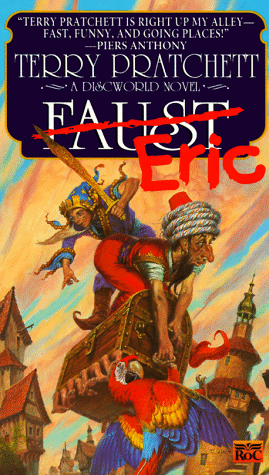 "TERRY PRATCHETT IS RIGHT UP MY ALLEY—
FAST, FUNNY, AND GOING PLACES!"
—PIERS ANTHONY
TERRY PRATCHETT
A DISCWORLD NOVEL
FAUST
Eric
ROC